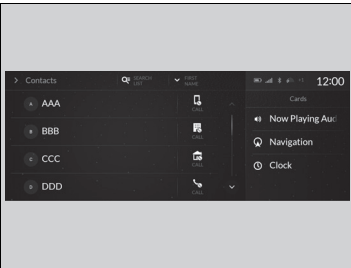 > Contacts
SEARCH LIST
FIRST NAME
12:00
A AAA
CALL
B BBB
CALL
C CCC
CALL
D DDD
CALL
Cards
Now Playing Aud
Navigation
Clock